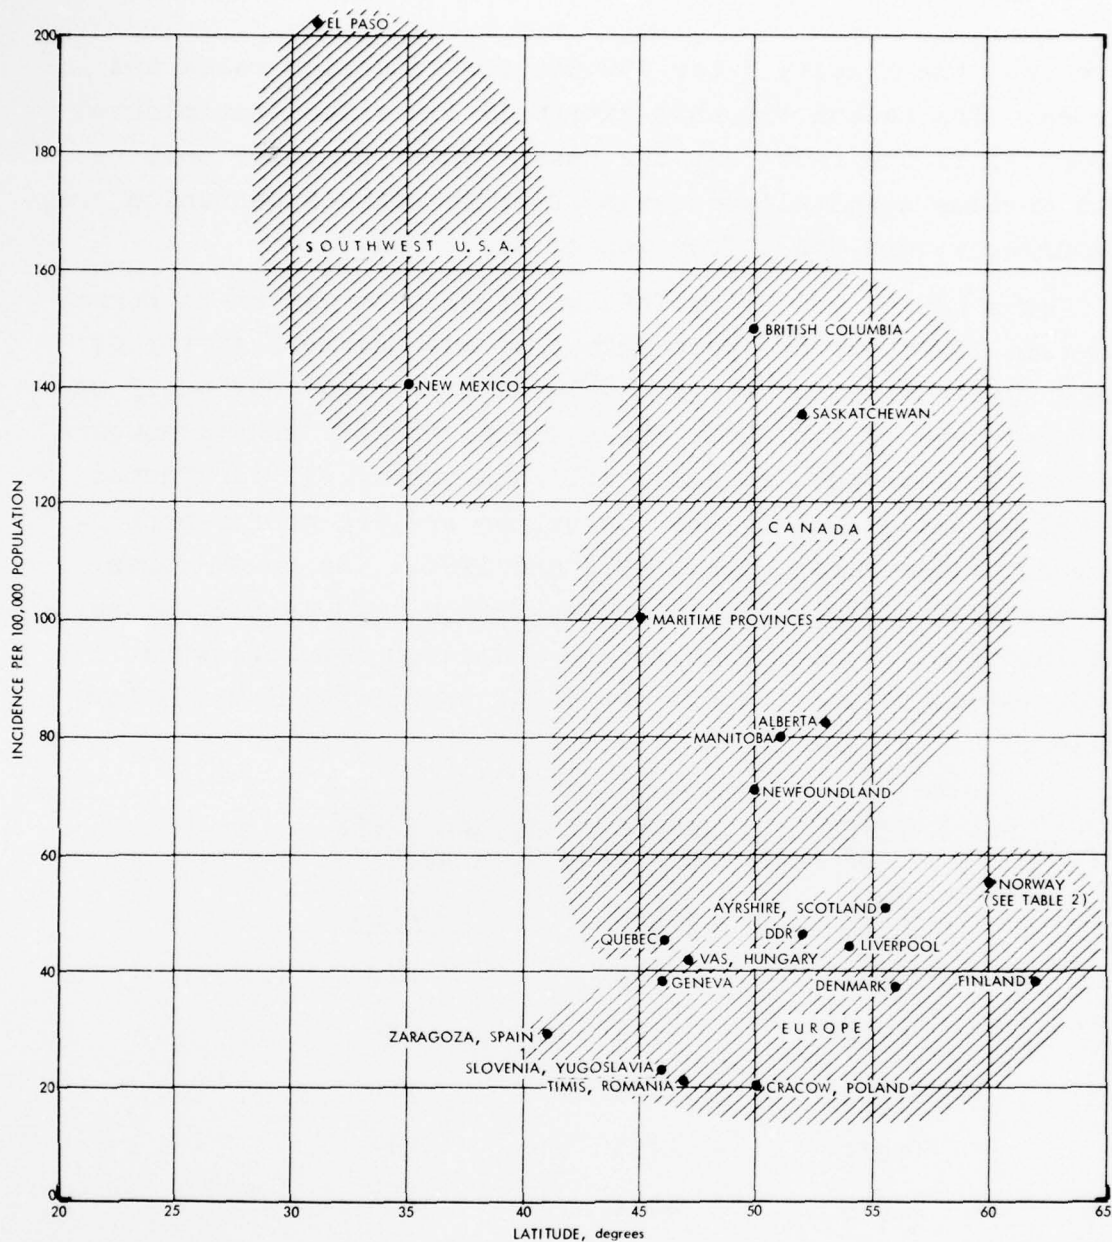 EL PASO
200
180
SOUTHWEST U.S.A.
160
BRITISH COLUMBIA
140
NEW MEXICO
SASKATCHEWAN
120
CANADA
100
MARITIME PROVINCES
ALBERTA
80
MANITOBA
NEWFOUNDLAND
60
NORWAY
(SEE TABLE 2)
AYRSHIRE, SCOTLAND
QUEBEC
DDR
LIVERPOOL
VAS, HUNGARY
40
GENEVA
DENMARK
FINLAND
EUROPE
ZARAGOZA, SPAIN
SLOVENIA, YUGOSLAVIA
TIMIS, ROMANIA
20
CRACOW, POLAND
0
20 30 35 40 45 50 55 60 65
LATITUDE, degrees
INCIDENCE PER 100,000 POPULATION